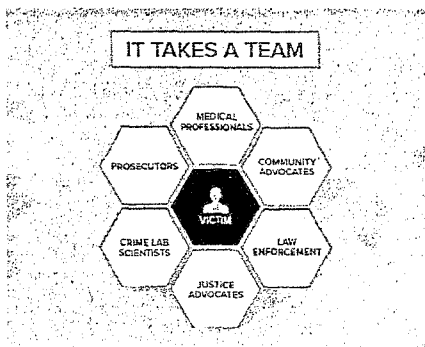 IT TAKES A TEAM
MEDICAL
PROFESSIONALS
PROSECUTORS
COMMUNITY
ADVOCATES
VICTIM
CRIME LAB
SCIENTISTS
LAW
ENFORCEMENT
JUSTICE
ADVOCATES